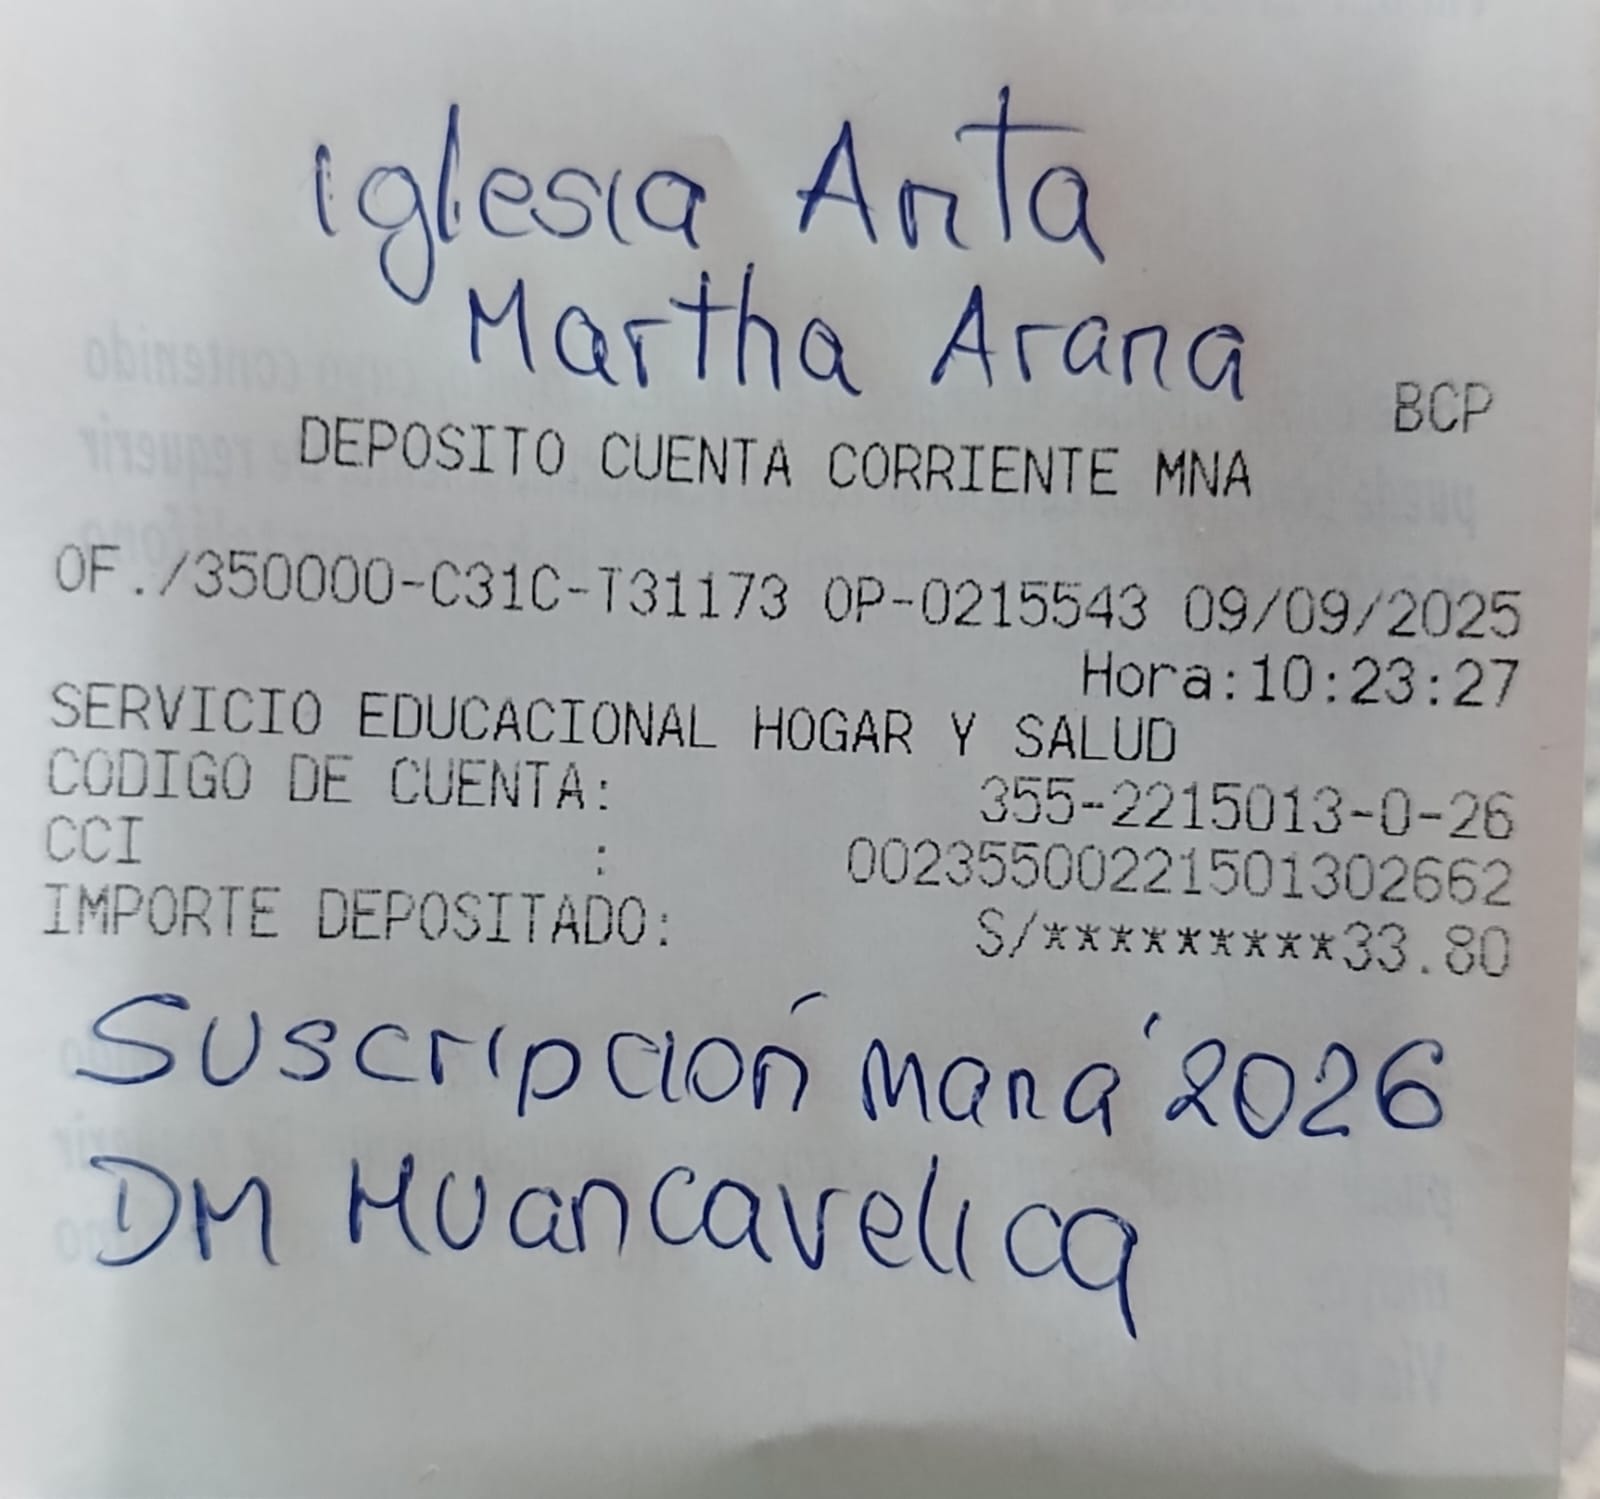 Iglesia Anta
Martha Arana
BCP
DEPOSITO CUENTA CORRIENTE MNA
OF./350000-C31C-T31173 OP-0215543 09/09/2025
Hora:10:23:27
SERVICIO EDUCACIONAL HOGAR Y SALUD
CODIGO DE CUENTA: 355-2215013-0-26
CCI : 00235500221501302662
IMPORTE DEPOSITADO: S/*********33.80
Suscripción Maná 2026
DM Huancavelica